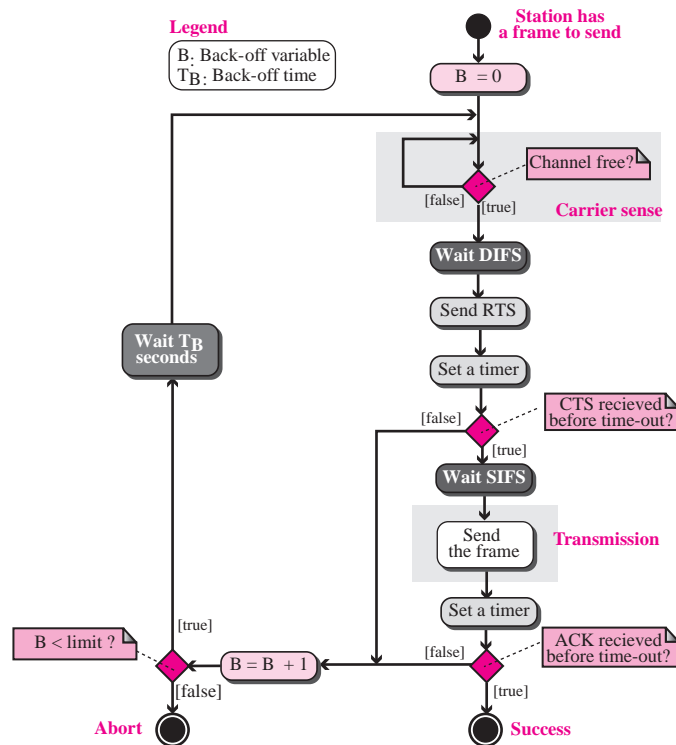 Legend
B: Back-off variable
TB: Back-off time
Station has
a frame to send
B = 0
Channel free?
[false]
[true]
Carrier sense
Wait DIFS
Send RTS
Wait TB
seconds
Set a timer
[false]
CTS recieved
before time-out?
[true]
Wait SIFS
Send
the frame
Transmission
Set a timer
[true]
B < limit ?
B = B + 1
[false]
ACK recieved
before time-out?
[false]
[true]
Abort
Success